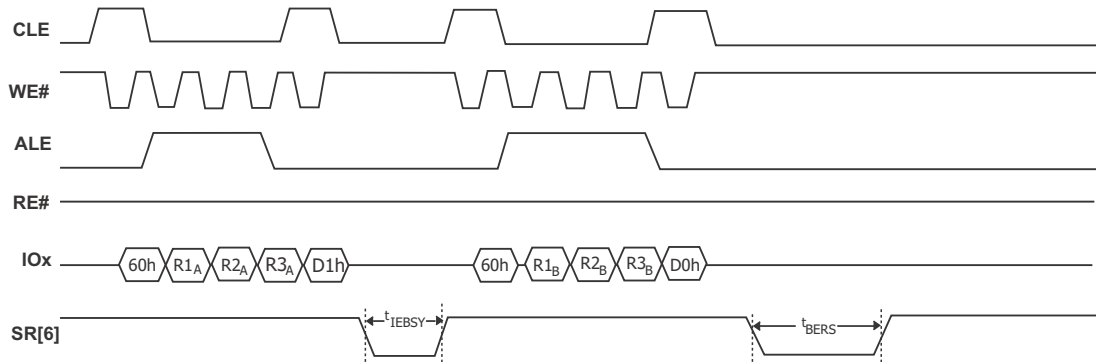 CLE
WE#
ALE
RE#
IOx 60h R1A R2A R3A D1h 60h R1B R2B R3B D0h
SR[6] tIEBSY tBERS